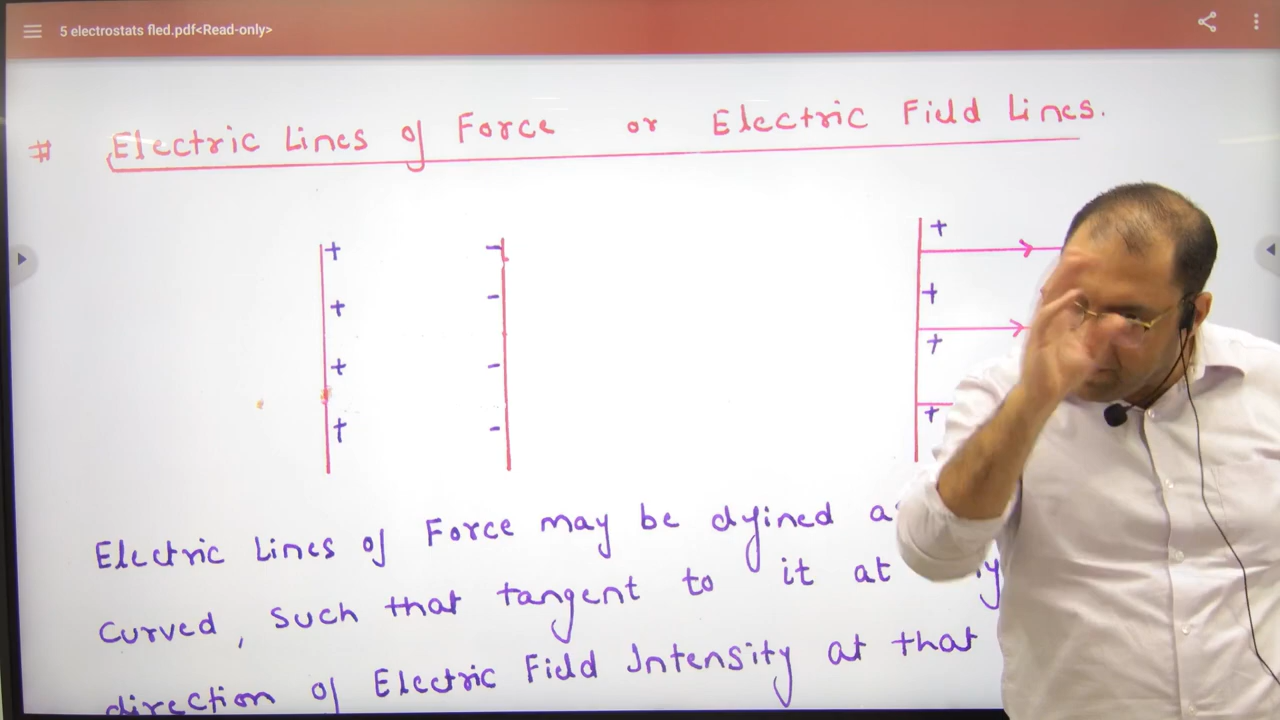 5 electrostats fled.pdf<Read-only>
# Electric Lines of Force or Electric Field Lines.
+ - +
+ - +
+ - +
+ - +
Electric Lines of Force may be dyined
Curved, such that tangent to it at
direction of Electric Field Intensity at that